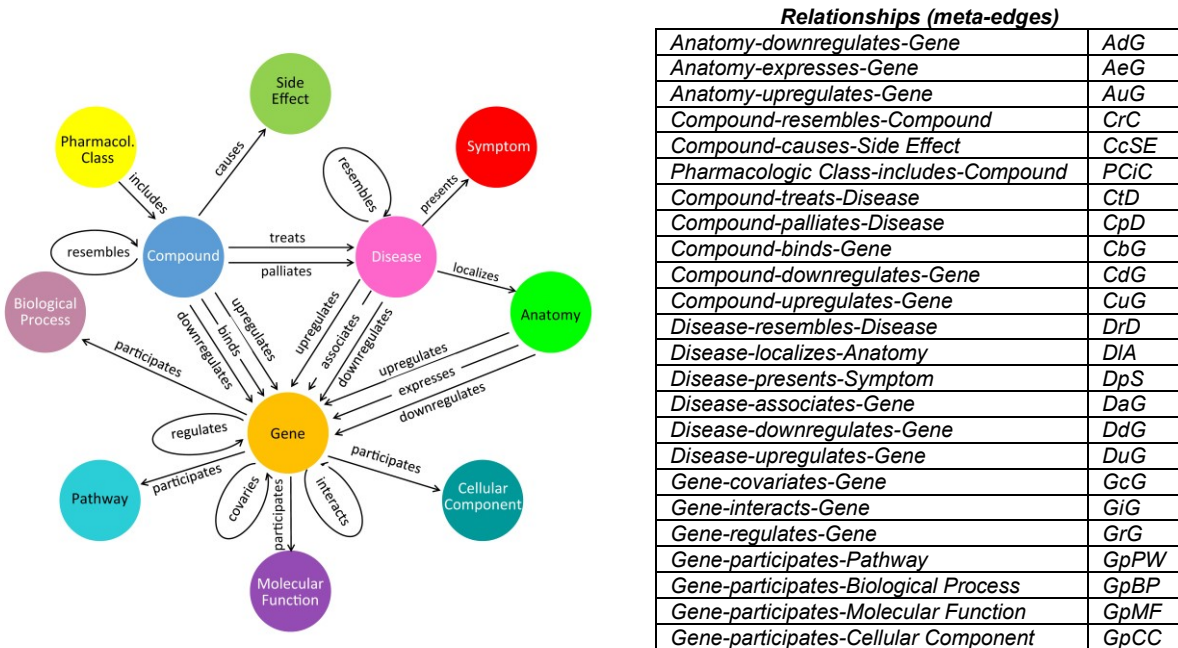 Side
Effect
Pharmacol.
Class
Symptom
includes
causes
resembles
presents
resembles
Compound
treats
palliates
Disease
localizes
Anatomy
Biological
Process
participates
downregulates
binds
upregulates
upregulates
associates
downregulates
upregulates
expresses
downregulates
Gene
regulates
participates
Pathway
covaries
participates
interacts
participates
Cellular
Component
Molecular
Function
Relationships (meta-edges)
Anatomy-downregulates-Gene AdG
Anatomy-expresses-Gene AeG
Anatomy-upregulates-Gene AuG
Compound-resembles-Compound CrC
Compound-causes-Side Effect CcSE
Pharmacologic Class-includes-Compound PCiC
Compound-treats-Disease CtD
Compound-palliates-Disease CpD
Compound-binds-Gene CbG
Compound-downregulates-Gene CdG
Compound-upregulates-Gene CuG
Disease-resembles-Disease DrD
Disease-localizes-Anatomy DlA
Disease-presents-Symptom DpS
Disease-associates-Gene DaG
Disease-downregulates-Gene DdG
Disease-upregulates-Gene DuG
Gene-covariates-Gene GcG
Gene-interacts-Gene GiG
Gene-regulates-Gene GrG
Gene-participates-Pathway GpPW
Gene-participates-Biological Process GpBP
Gene-participates-Molecular Function GpMF
Gene-participates-Cellular Component GpCC